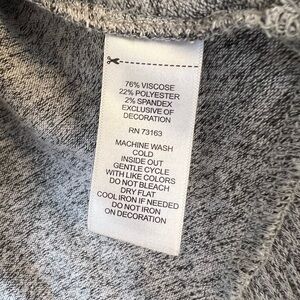 76% VISCOSE
22% POLYESTER
2% SPANDEX
EXCLUSIVE OF
DECORATION
RN 73163
MACHINE WASH
COLD
INSIDE OUT
GENTLE CYCLE
WITH LIKE COLORS
DO NOT BLEACH
DRY FLAT
COOL IRON IF NEEDED
DO NOT IRON
ON DECORATION